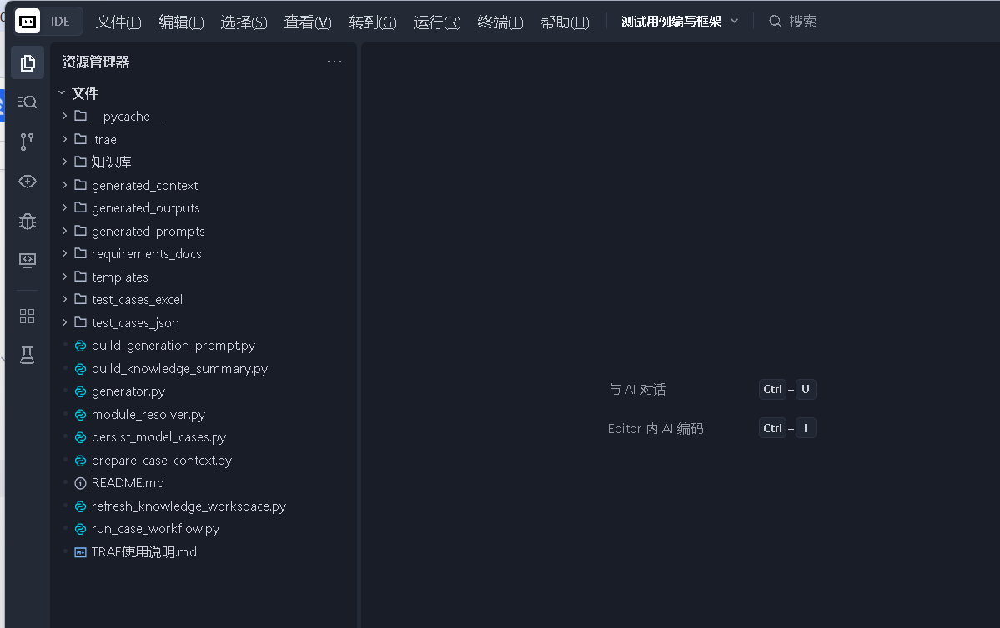 IDE 文件(F) 编辑(E) 选择(S) 查看(V) 转到(G) 运行(R) 终端(T) 帮助(H) 测试用例编写框架 搜索
资源管理器 ···
文件
__pycache__
.trae
知识库
generated_context
generated_outputs
generated_prompts
requirements_docs
templates
test_cases_excel
test_cases_json
build_generation_prompt.py
build_knowledge_summary.py
generator.py
module_resolver.py
persist_model_cases.py
prepare_case_context.py
README.md
refresh_knowledge_workspace.py
run_case_workflow.py
TRAE使用说明.md
与 AI 对话 Ctrl + U
Editor 内 AI 编码 Ctrl + I